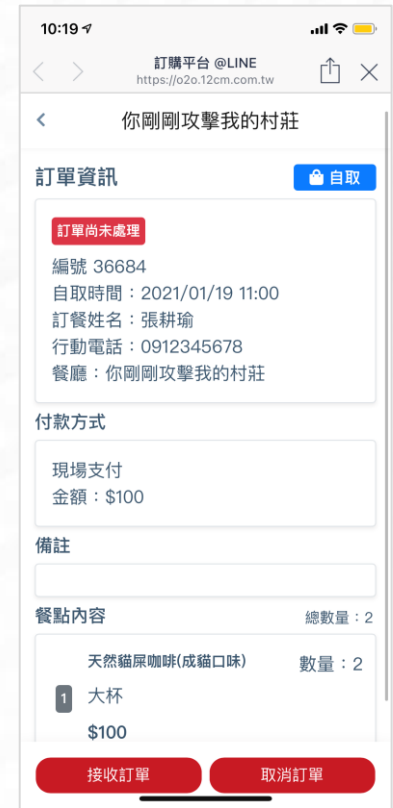 10:19
訂購平台 @LINE
https://o2o.12cm.com.tw
你剛剛攻擊我的村莊
訂單資訊
自取
訂單尚未處理
編號 36684
自取時間：2021/01/19 11:00
訂餐姓名：張耕瑜
行動電話：0912345678
餐廳：你剛剛攻擊我的村莊
付款方式
現場支付
金額：$100
備註
餐點內容
總數量：2
天然貓屎咖啡(成貓口味)
數量：2
1
大杯
$100
接收訂單
取消訂單